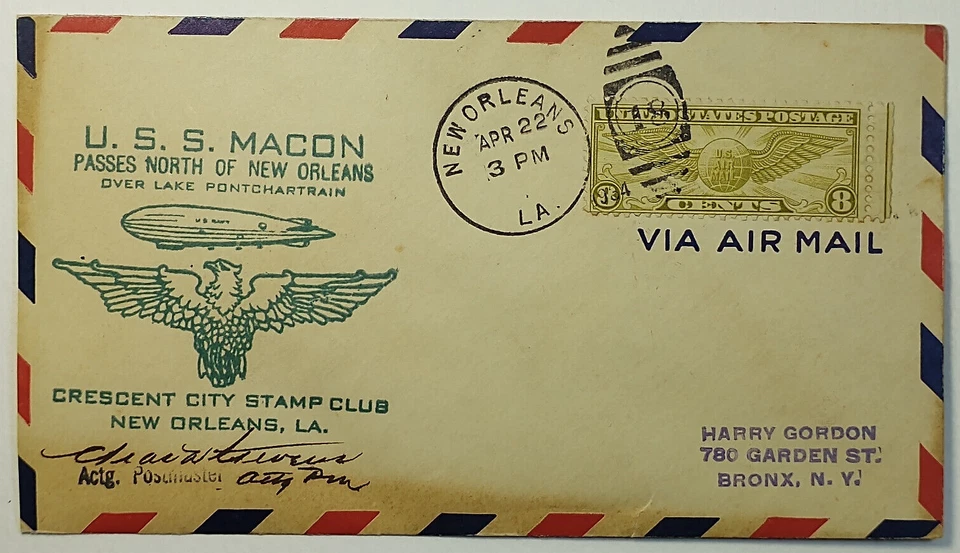 U. S. S. MACON
PASSES NORTH OF NEW ORLEANS
OVER LAKE PONTCHARTRAIN
U S NAVY
CRESCENT CITY STAMP CLUB
NEW ORLEANS, LA.
Actg. Postmaster
Actg Pm
NEW ORLEANS
APR 22
3 PM
LA.
UNITED STATES POSTAGE
U.S.
AIR
MAIL
8 CENTS 8
VIA AIR MAIL
HARRY GORDON
780 GARDEN ST.
BRONX, N. Y.